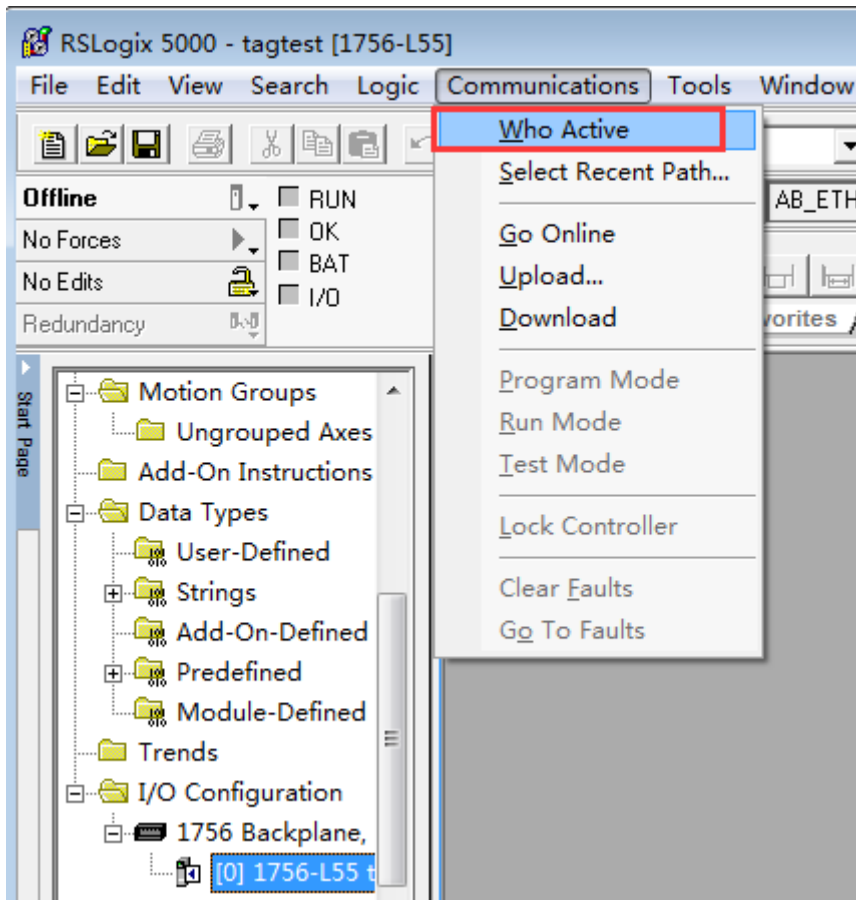 RSLogix 5000 - tagtest [1756-L55]
File Edit View Search Logic Communications Tools Window
Who Active
Select Recent Path...
Go Online
Upload...
Download
Program Mode
Run Mode
Test Mode
Lock Controller
Clear Faults
Go To Faults
Offline
RUN
No Forces
OK
No Edits
BAT
Redundancy
I/O
AB_ETH
vorites
Start Page
Motion Groups
Ungrouped Axes
Add-On Instructions
Data Types
User-Defined
Strings
Add-On-Defined
Predefined
Module-Defined
Trends
I/O Configuration
1756 Backplane,
[0] 1756-L55 t